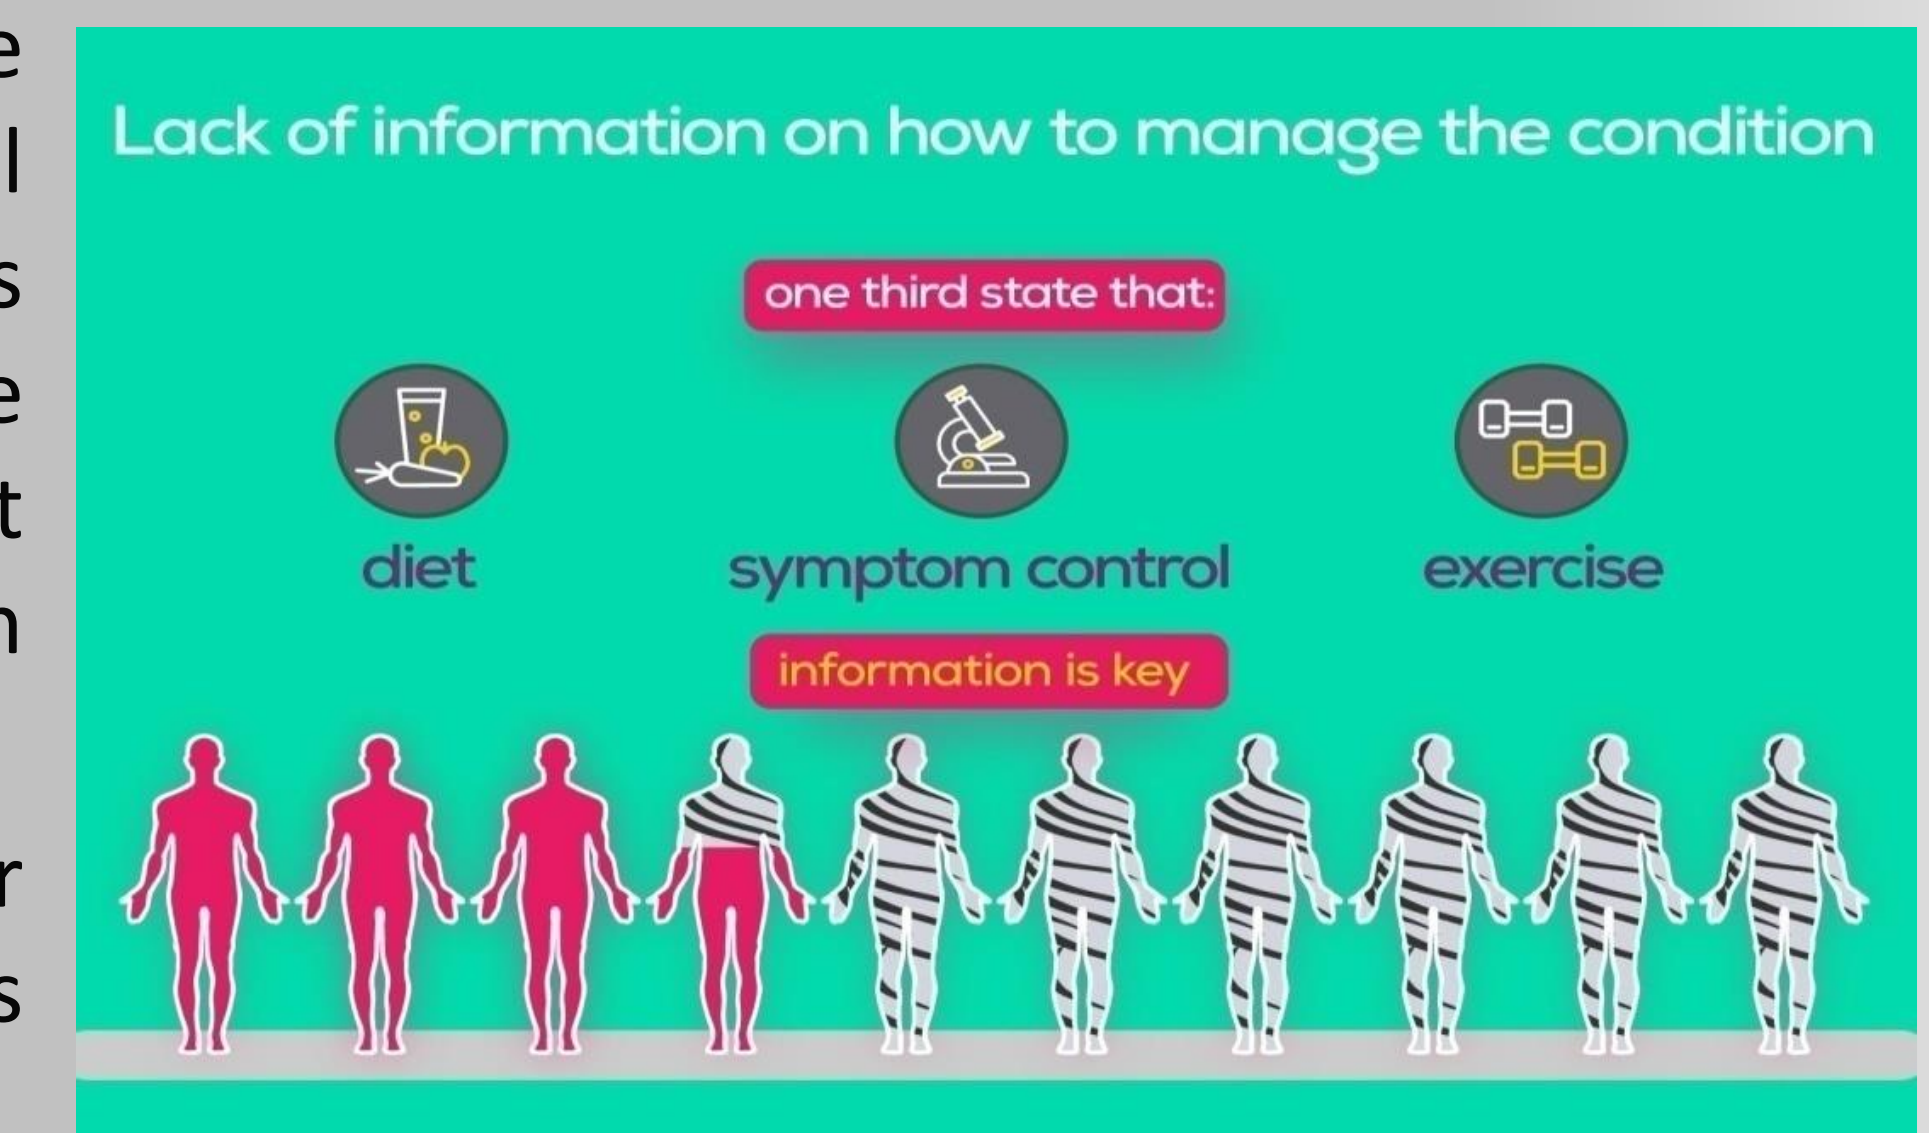 e
l
s
e
t
n
r
s
Lack of information on how to manage the condition
one third state that:
diet
symptom control
exercise
information is key